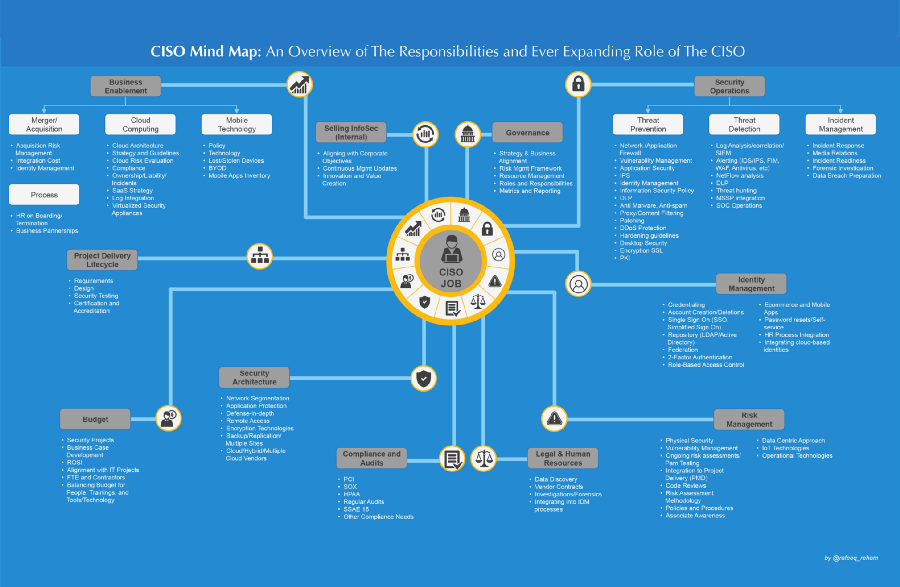 CISO Mind Map: An Overview of The Responsibilities and Ever Expanding Role of The CISO
Business
Enablement
Merger/
Acquisition
• Acquisition Risk
Management
• Integration Cost
• Identity Management
Process
• HR on Boarding/
Termination
• Business Partnerships
Cloud
Computing
• Cloud Architecture
• Strategy and Guidelines
• Cloud Risk Evaluation
• Compliance
• Ownership/Liability/
Incidents
• SaaS Strategy
• Log Integration
• Virtualized Security
Appliances
Mobile
Technology
• Policy
• Technology
• Lost/Stolen Devices
• BYOD
• Mobile Apps Inventory
Selling InfoSec
(Internal)
• Aligning with Corporate
Objectives
• Continuous Mgmt Updates
• Innovation and Value
Creation
Governance
• Strategy & Business
Alignment
• Risk Mgmt Framework
• Resource Management
• Roles and Responsibilities
• Metrics and Reporting
Security
Operations
Threat
Prevention
• Network /Application
Firewall
• Vulnerability Management
• Application Security
• IPS
• Identity Management
• Information Security Policy
• DLP
• Anti Malware, Anti-spam
• Proxy/Content Filtering
• Patching
• DDoS Protection
• Hardening guidelines
• Desktop Security
• Encryption SSL
• PKI
Threat
Detection
• Log Analysis/correlation/
SIEM
• Alerting (IDS/IPS, FIM,
WAF, Antivirus, etc)
• NetFlow analysis
• DLP
• Threat hunting
• MSSP integration
• SOC Operations
Incident
Management
• Incident Response
• Media Relations
• Incident Readiness
• Forensic Investigation
• Data Breach Preparation
CISO
JOB
Project Delivery
Lifecycle
• Requirements
• Design
• Security Testing
• Certification and
Accreditation
Identity
Management
• Credentialing
• Account Creation/Deletions
• Single Sign On (SSO,
Simplified Sign On)
• Repository (LDAP/Active
Directory)
• Federation
• 2-Factor Authentication
• Role-Based Access Control
• Ecommerce and Mobile
Apps
• Password resets/Self-
service
• HR Process Integration
• Integrating cloud-based
identities
Security
Architecture
• Network Segmentation
• Application Protection
• Defense-in-depth
• Remote Access
• Encryption Technologies
• Backup/Replication/
Multiple Sites
• Cloud/Hybrid/Multiple
Cloud Vendors
Budget
• Security Projects
• Business Case
Development
• ROSI
• Alignment with IT Projects
• FTE and Contractors
• Balancing Budget for
People, Trainings, and
Tools/Technology
Compliance and
Audits
• PCI
• SOX
• HIPAA
• Regular Audits
• SSAE 16
• Other Compliance Needs
Legal & Human
Resources
• Data Discovery
• Vendor Contracts
• Investigations/Forensics
• Integrating into IDM
processes
Risk
Management
• Physical Security
• Vulnerability Management
• Ongoing risk assessments/
Pen Testing
• Integration to Project
Delivery (PMO)
• Code Reviews
• Risk Assessment
Methodology
• Policies and Procedures
• Associate Awareness
• Data Centric Approach
• IoT Technologies
• Operational Technologies
by @rafeeq_rehem